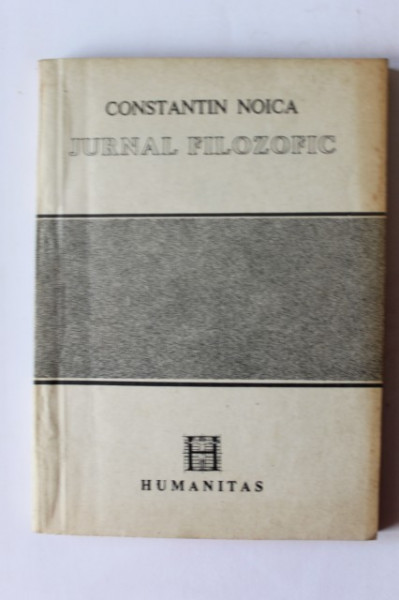 CONSTANTIN NOICA
JURNAL FILOZOFIC
HUMANITAS